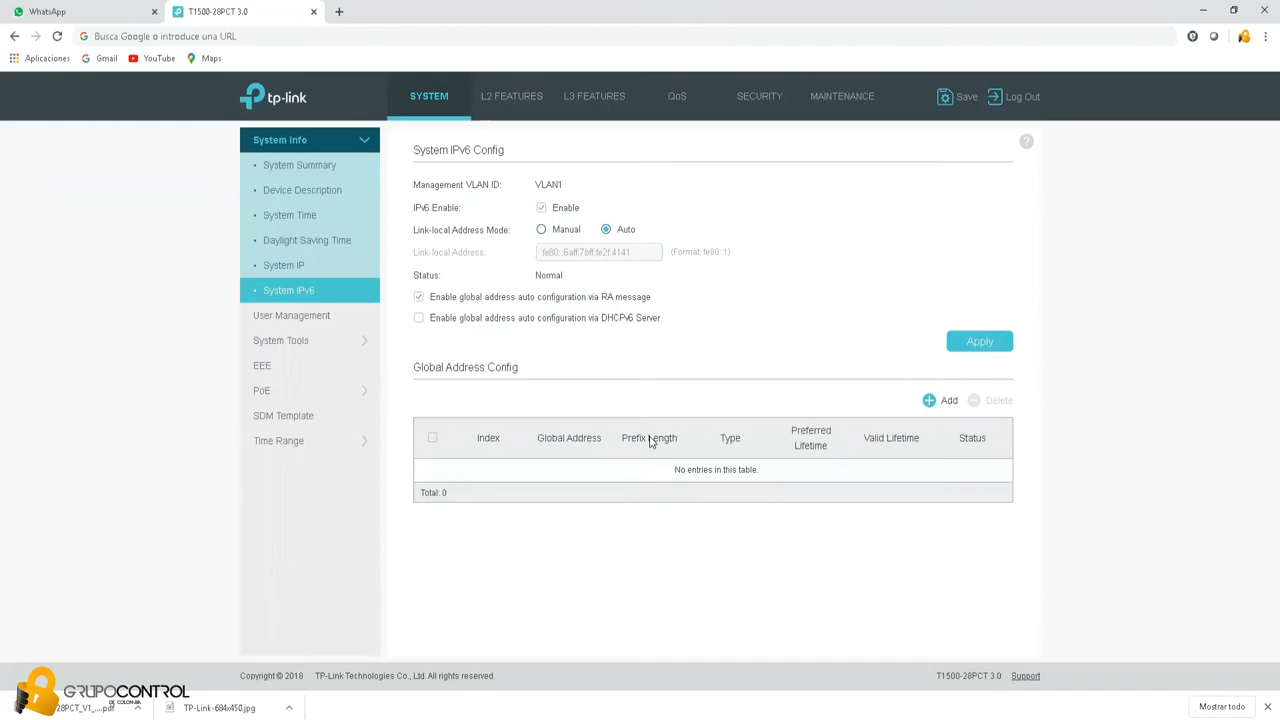 WhatsApp
T1500-28PCT 3.0
Busca Google o introduce una URL
Aplicaciones
Gmail
YouTube
Maps
tp-link
SYSTEM
L2 FEATURES
L3 FEATURES
QoS
SECURITY
MAINTENANCE
Save
Log Out
System Info
System Summary
Device Description
System Time
Daylight Saving Time
System IP
System IPv6
User Management
System Tools
EEE
PoE
SDM Template
Time Range
System IPv6 Config
Management VLAN ID: VLAN1
IPv6 Enable: Enable
Link-local Address Mode: Manual Auto
Link-local Address: fe80::6aff:7bff:fe2f:4141 (Format: fe80::1)
Status: Normal
Enable global address auto configuration via RA message
Enable global address auto configuration via DHCPv6 Server
Apply
Global Address Config
Add Delete
Index Global Address Prefix Length Type Preferred Lifetime Valid Lifetime Status
No entries in this table.
Total: 0
Copyright © 2018 TP-Link Technologies Co., Ltd. All rights reserved.
T1500-28PCT 3.0 Support
GRUPOCONTROL
DE COLOMBIA
28PCT_V1_....pdf
TP-Link-684x450.jpg
Mostrar todo